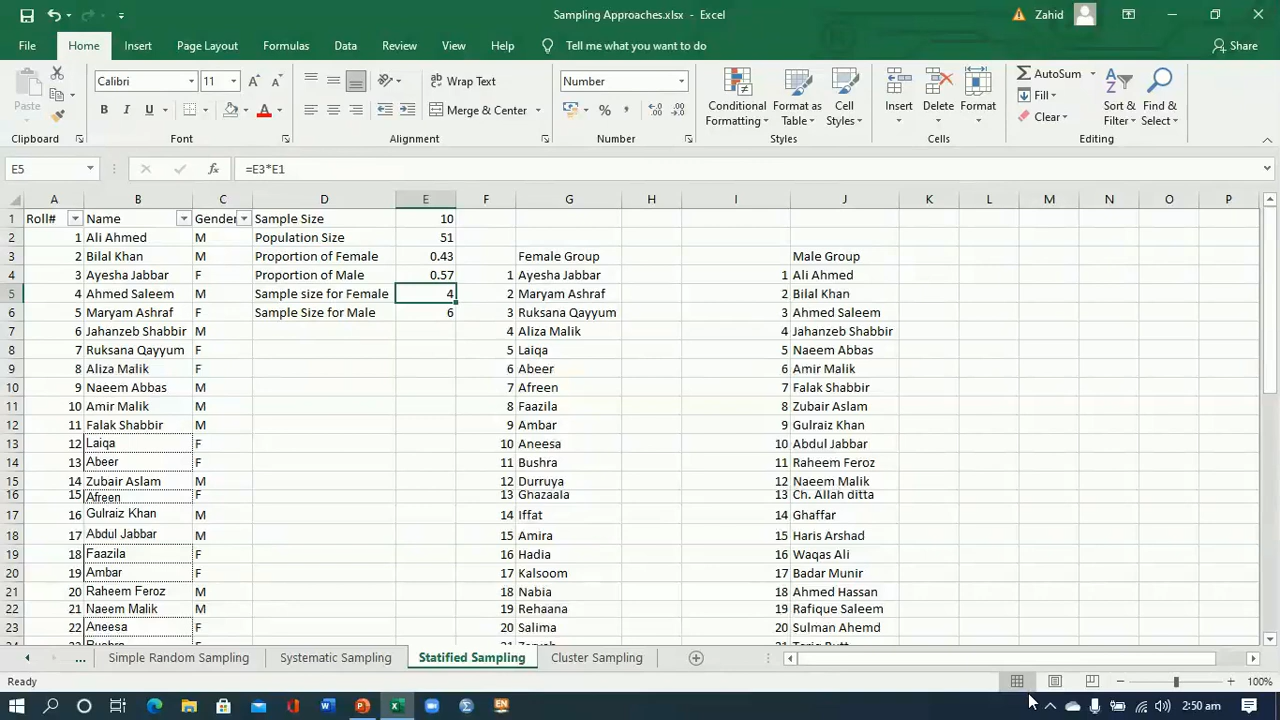 Sampling Approaches.xlsx - Excel
Zahid
File Home Insert Page Layout Formulas Data Review View Help Tell me what you want to do Share
Paste
Calibri 11
Wrap Text
Merge & Center
Number
Conditional Formatting
Format as Table
Cell Styles
Insert Delete Format
AutoSum
Fill
Clear
Sort & Filter
Find & Select
Clipboard Font Alignment Number Styles Cells Editing
E5 =E3*E1
A B C D E F G H I J K L M N O P
1 Roll# Name Gender Sample Size 10
2 1 Ali Ahmed M Population Size 51
3 2 Bilal Khan M Proportion of Female 0.43 Female Group Male Group
4 3 Ayesha Jabbar F Proportion of Male 0.57 1 Ayesha Jabbar 1 Ali Ahmed
5 4 Ahmed Saleem M Sample size for Female 4 2 Maryam Ashraf 2 Bilal Khan
6 5 Maryam Ashraf F Sample Size for Male 6 3 Ruksana Qayyum 3 Ahmed Saleem
7 6 Jahanzeb Shabbir M 4 Aliza Malik 4 Jahanzeb Shabbir
8 7 Ruksana Qayyum F 5 Laiqa 5 Naeem Abbas
9 8 Aliza Malik F 6 Abeer 6 Amir Malik
10 9 Naeem Abbas M 7 Afreen 7 Falak Shabbir
11 10 Amir Malik M 8 Faazila 8 Zubair Aslam
12 11 Falak Shabbir M 9 Ambar 9 Gulraiz Khan
13 12 Laiqa F 10 Aneesa 10 Abdul Jabbar
14 13 Abeer F 11 Bushra 11 Raheem Feroz
15 14 Zubair Aslam M 12 Durruya 12 Naeem Malik
16 15 Afreen F 13 Ghazaala 13 Ch. Allah ditta
17 16 Gulraiz Khan M 14 Iffat 14 Ghaffar
18 17 Abdul Jabbar M 15 Amira 15 Haris Arshad
19 18 Faazila F 16 Hadia 16 Waqas Ali
20 19 Ambar F 17 Kalsoom 17 Badar Munir
21 20 Raheem Feroz M 18 Nabia 18 Ahmed Hassan
22 21 Naeem Malik M 19 Rehaana 19 Rafique Saleem
23 22 Aneesa F 20 Salima 20 Sulman Ahemd
... Simple Random Sampling Systematic Sampling Statified Sampling Cluster Sampling
Ready 100%
2:50 am